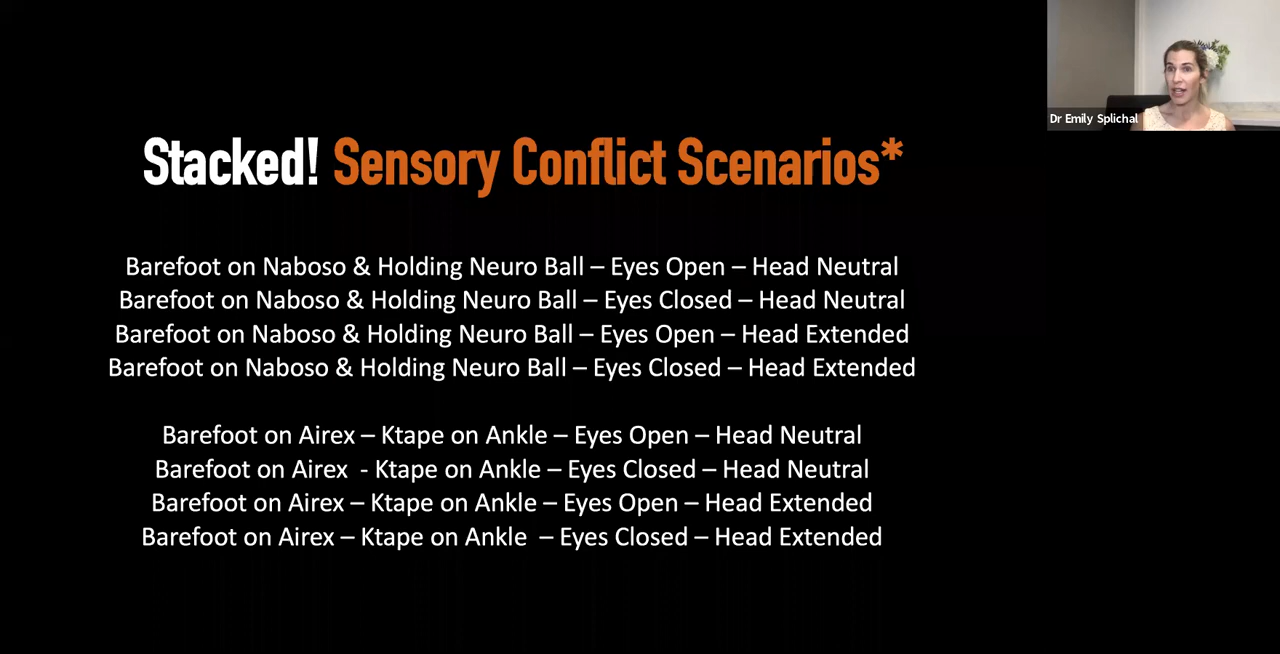 Dr Emily Splichal
Stacked! Sensory Conflict Scenarios*
Barefoot on Naboso & Holding Neuro Ball – Eyes Open – Head Neutral
Barefoot on Naboso & Holding Neuro Ball – Eyes Closed – Head Neutral
Barefoot on Naboso & Holding Neuro Ball – Eyes Open – Head Extended
Barefoot on Naboso & Holding Neuro Ball – Eyes Closed – Head Extended
Barefoot on Airex – Ktape on Ankle – Eyes Open – Head Neutral
Barefoot on Airex - Ktape on Ankle – Eyes Closed – Head Neutral
Barefoot on Airex – Ktape on Ankle – Eyes Open – Head Extended
Barefoot on Airex – Ktape on Ankle – Eyes Closed – Head Extended